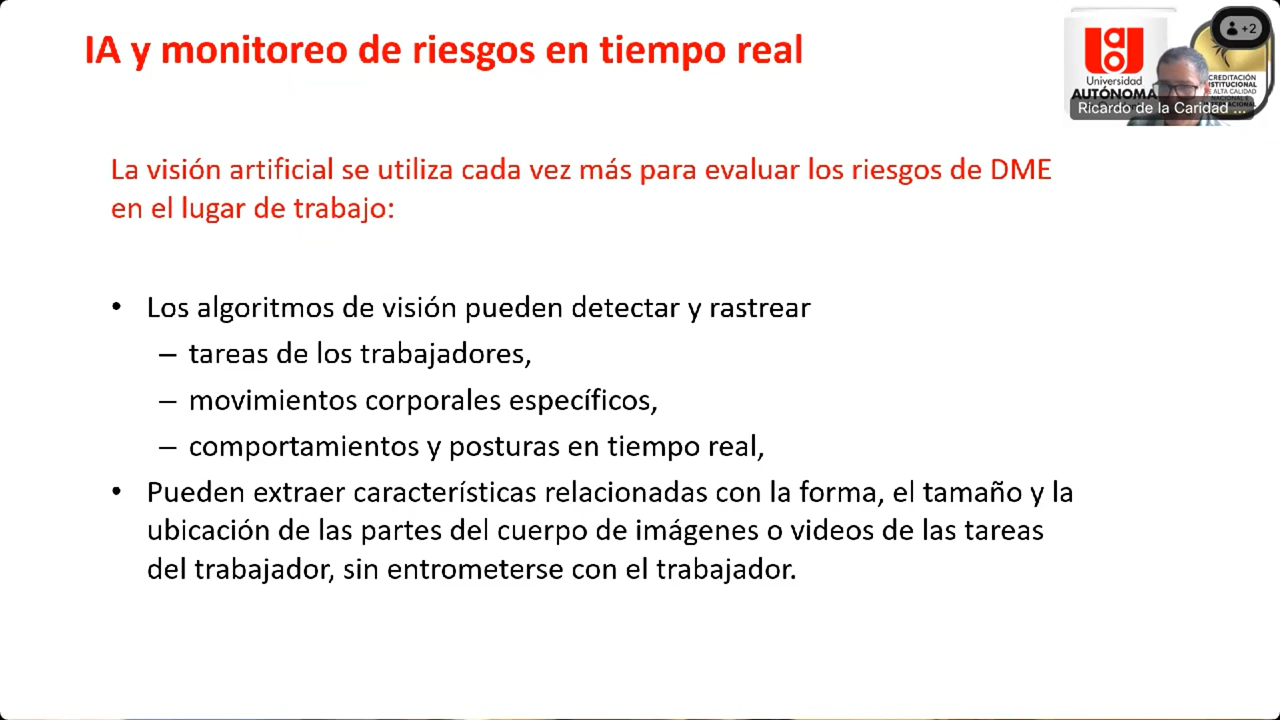 IA y monitoreo de riesgos en tiempo real
+2
Universidad
AUTÓNOMA
CREDITACIÓN
INSTITUCIONAL
DE ALTA CALIDAD
Ricardo de la Caridad ...
La visión artificial se utiliza cada vez más para evaluar los riesgos de DME
en el lugar de trabajo:
• Los algoritmos de visión pueden detectar y rastrear
– tareas de los trabajadores,
– movimientos corporales específicos,
– comportamientos y posturas en tiempo real,
• Pueden extraer características relacionadas con la forma, el tamaño y la
ubicación de las partes del cuerpo de imágenes o videos de las tareas
del trabajador, sin entrometerse con el trabajador.